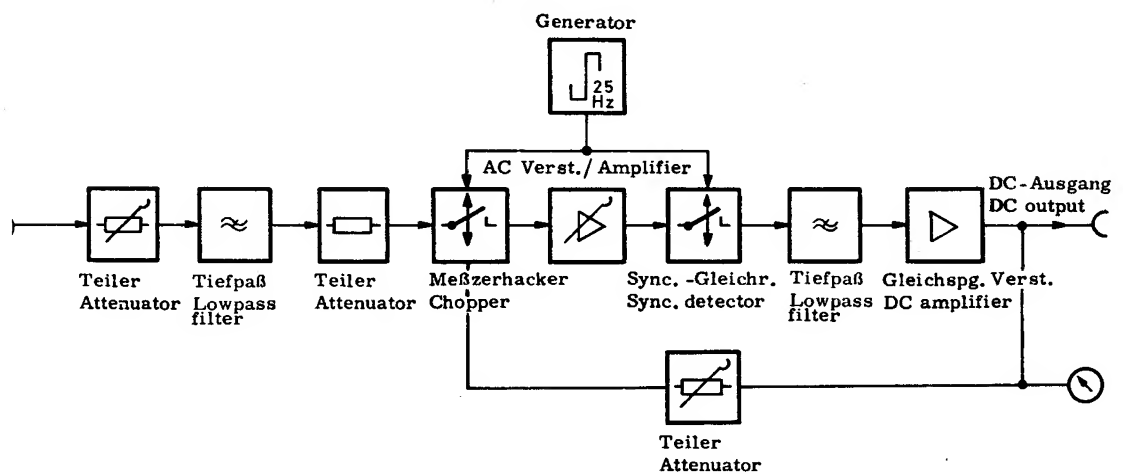 Generator
25
Hz
AC Verst./ Amplifier
DC-Ausgang
DC output
Teiler
Attenuator
Tiefpaß
Lowpass
filter
Teiler
Attenuator
Meßzerhacker
Chopper
Sync. -Gleichr.
Sync. detector
Tiefpaß
Lowpass
filter
Gleichspg. Verst.
DC amplifier
Teiler
Attenuator